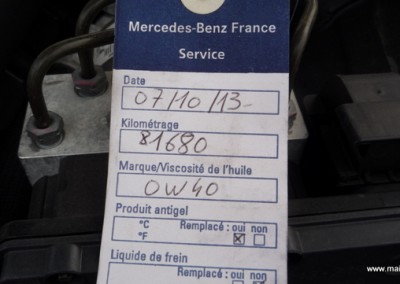 Mercedes-Benz France
Service
Date
07/10/13
Kilométrage
81680
Marque/Viscosité de l'huile
0W40
Produit antigel
°C Remplacé : oui non
°F
Liquide de frein
Remplacé : oui non
www.mai